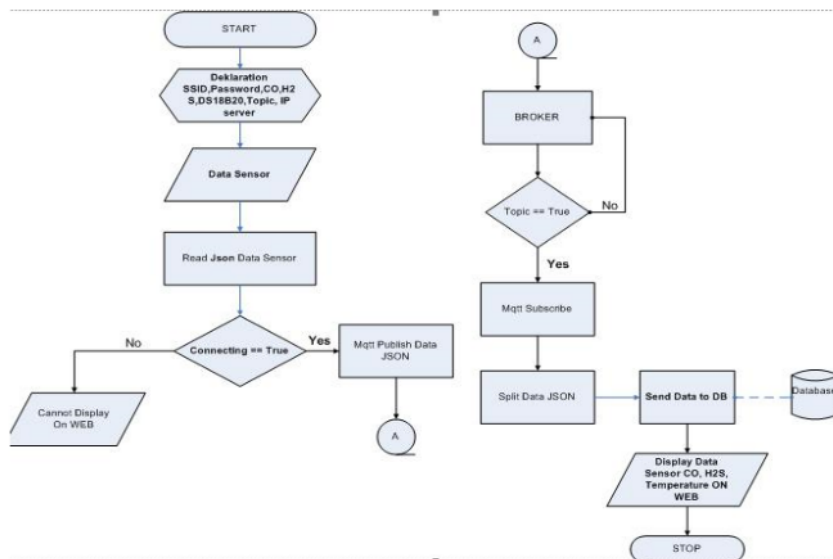 START
Deklaration
SSID,Password,CO,H2
S,DS18B20,Topic, IP
server
Data Sensor
Read Json Data Sensor
Connecting == True
No
Yes
Cannot Display
On WEB
Mqtt Publish Data
JSON
A
A
BROKER
Topic == True
No
Yes
Mqtt Subscribe
Split Data JSON
Send Data to DB
Database
Display Data
Sensor CO, H2S,
Temperature ON
WEB
STOP